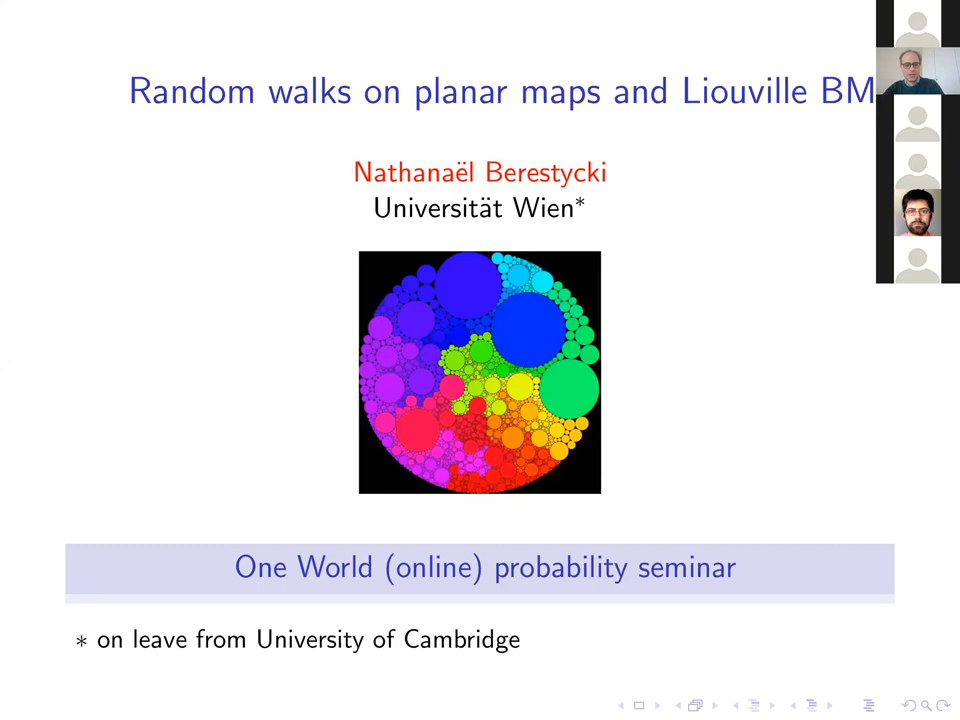 Random walks on planar maps and Liouville BM
Nathanaël Berestycki
Universität Wien*
One World (online) probability seminar
* on leave from University of Cambridge